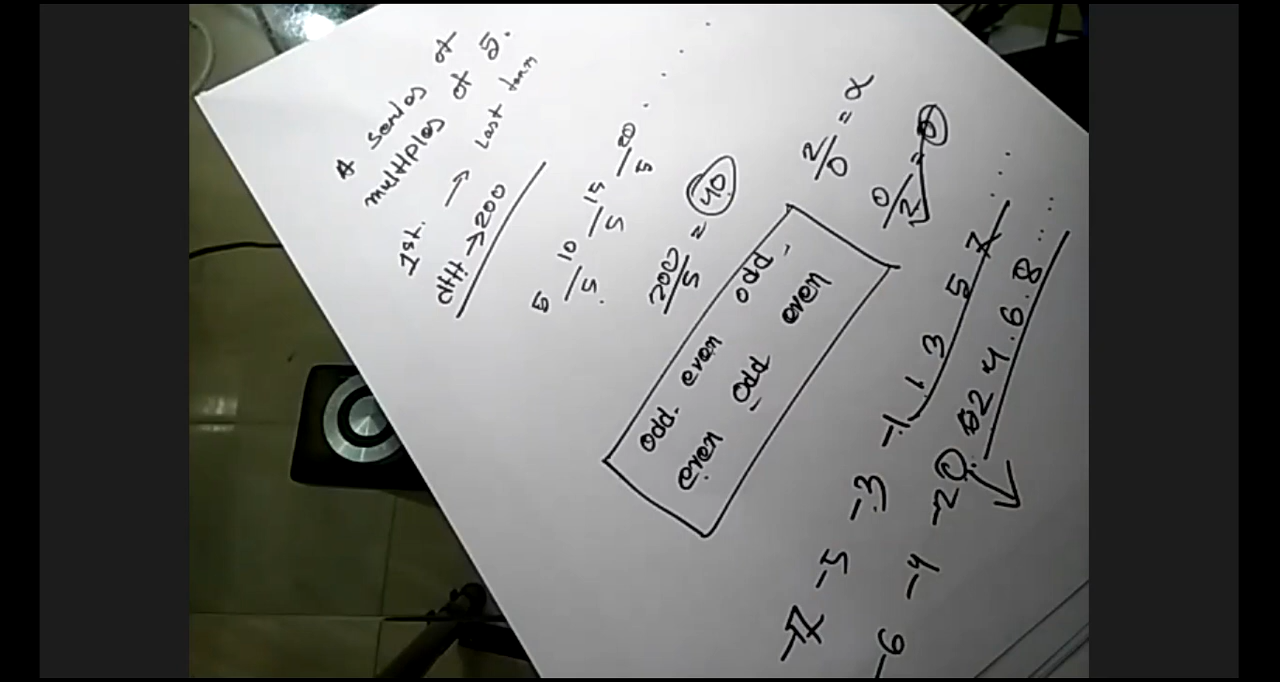 A series of
multiples of 5.
1st. → Last term
diff. → 200
5 10/5 15/5 20/5 . . . .
200/5 = 40
odd. even odd -
even odd even
2/0 = α
0/2 = 0
-7 -5 -3 -1, 1 3 5 7 . . .
-6 -4 -2 0. 0 2 4. 6. 8 . . . .